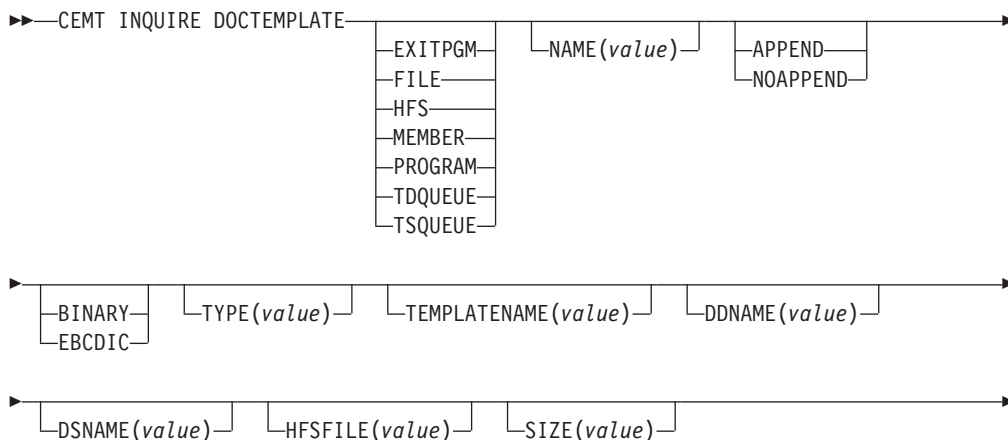 CEMT INQUIRE DOCTEMPLATE
EXITPGM
FILE
HFS
MEMBER
PROGRAM
TDQUEUE
TSQUEUE
NAME(value)
APPEND
NOAPPEND
BINARY
EBCDIC
TYPE(value)
TEMPLATENAME(value)
DDNAME(value)
DSNAME(value)
HFSFILE(value)
SIZE(value)